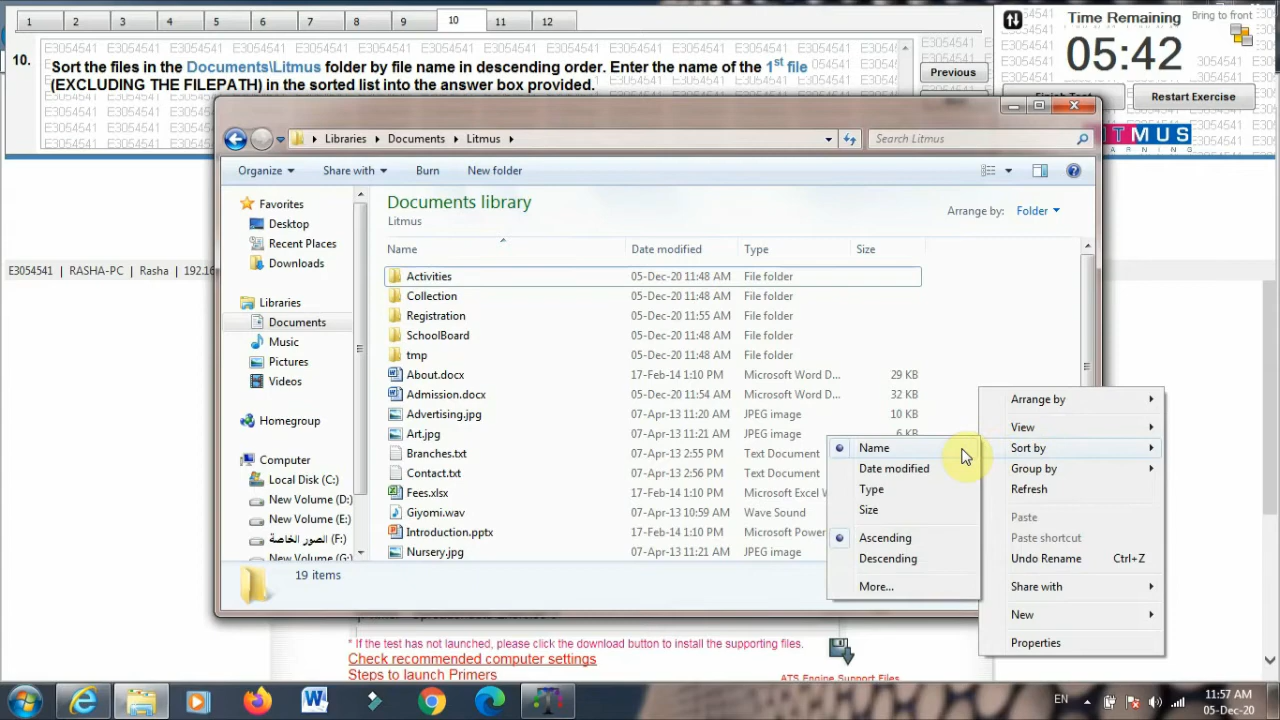 1 2 3 4 5 6 7 8 9 10 11 12
10. Sort the files in the Documents\Litmus folder by file name in descending order. Enter the name of the 1st file
(EXCLUDING THE FILEPATH) in the sorted list into the answer box provided.
Previous
Time Remaining
Bring to front
05:42
Restart Exercise
E3054541 | RASHA-PC | Rasha
Libraries Documents Litmus
Search Litmus
Organize Share with Burn New folder
Documents library
Litmus
Arrange by: Folder
Name Date modified Type Size
Activities 05-Dec-20 11:48 AM File folder
Collection 05-Dec-20 11:48 AM File folder
Registration 05-Dec-20 11:55 AM File folder
SchoolBoard 05-Dec-20 11:48 AM File folder
tmp 05-Dec-20 11:48 AM File folder
About.docx 17-Feb-14 1:10 PM Microsoft Word D... 29 KB
Admission.docx 05-Dec-20 11:54 AM Microsoft Word D... 32 KB
Advertising.jpg 07-Apr-13 11:20 AM JPEG image 10 KB
Art.jpg 07-Apr-13 11:21 AM JPEG image 6 KB
Branches.txt 07-Apr-13 2:55 PM Text Document
Contact.txt 07-Apr-13 2:56 PM Text Document
Fees.xlsx 17-Feb-14 1:10 PM Microsoft Excel
Giyomi.wav 07-Apr-13 10:59 AM Wave Sound
Introduction.pptx 17-Feb-14 1:10 PM Microsoft
Nursery.jpg 07-Apr-13 11:21 AM JPEG image
19 items
Favorites
Desktop
Recent Places
Downloads
Libraries
Documents
Music
Pictures
Videos
Homegroup
Computer
Local Disk (C:)
New Volume (D:)
New Volume (E:)
الصور الخاصة (F:)
New Volume (G:)
Name
Date modified
Type
Size
Ascending
Descending
More...
Arrange by
View
Sort by
Group by
Refresh
Paste
Paste shortcut
Undo Rename Ctrl+Z
Share with
New
Properties
* If the test has not launched, please click the download button to install the supporting files.
Check recommended computer settings
Steps to launch Primers
ATS Engine Support Files
EN
11:57 AM
05-Dec-20